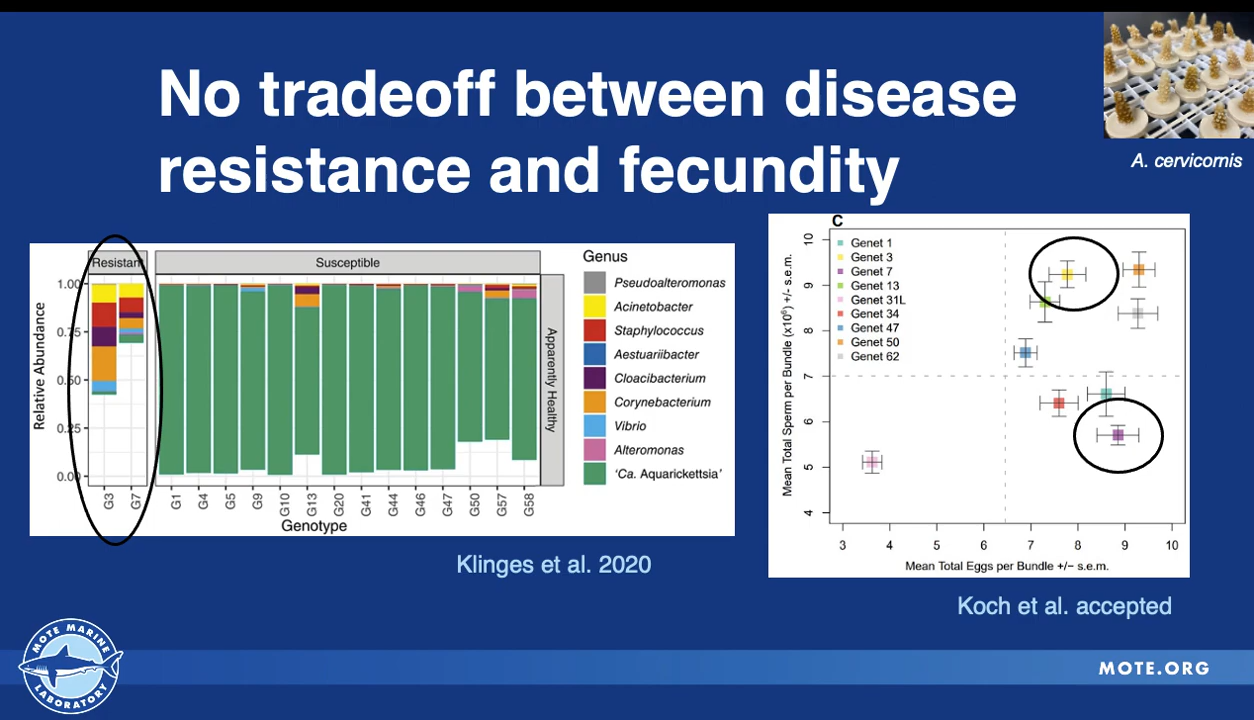 No tradeoff between disease
resistance and fecundity
A. cervicornis
Resistant
Susceptible
Relative Abundance
1.00
0.75
0.50
0.25
0.00
G3
G7
G1
G4
G5
G9
G10
G13
G20
G41
G44
G46
G47
G50
G57
G58
Genotype
Apparently Healthy
Genus
Pseudoalteromonas
Acinetobacter
Staphylococcus
Aestuariibacter
Cloacibacterium
Corynebacterium
Vibrio
Alteromonas
'Ca. Aquarickettsia'
Klinges et al. 2020
C
Genet 1
Genet 3
Genet 7
Genet 13
Genet 31L
Genet 34
Genet 47
Genet 50
Genet 62
Mean Total Sperm per Bundle (x10⁶) +/- s.e.m.
10
9
8
7
6
5
4
3
4
5
6
7
8
9
10
Mean Total Eggs per Bundle +/- s.e.m.
Koch et al. accepted
MOTE MARINE
LABORATORY
MOTE.ORG